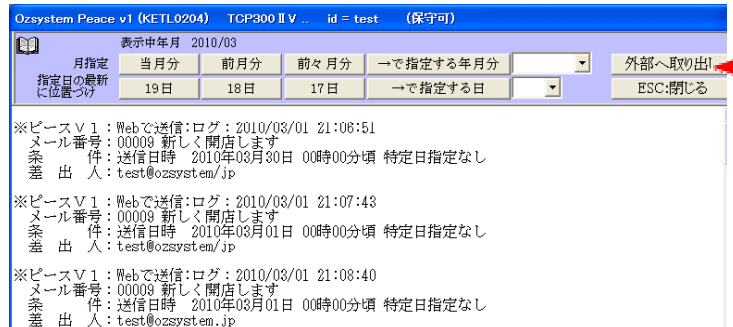 Ozsystem Peace v1 (KETL0204) TCP300ⅡV .. id = test (保守可)
表示中年月 2010/03
月指定 当月分 前月分 前々月分 →で指定する年月分 外部へ取り出し
指定日の最新
に位置づけ 19日 18日 17日 →で指定する日 ESC:閉じる
※ピースV1:Webで送信:ログ:2010/03/01 21:06:51
メール番号:00009 新しく開店します
条 件:送信日時 2010年03月30日 00時00分頃 特定日指定なし
差 出 人:test@ozsystem/jp
※ピースV1:Webで送信:ログ:2010/03/01 21:07:43
メール番号:00009 新しく開店します
条 件:送信日時 2010年03月01日 00時00分頃 特定日指定なし
差 出 人:test@ozsystem/jp
※ピースV1:Webで送信:ログ:2010/03/01 21:08:40
メール番号:00009 新しく開店します
条 件:送信日時 2010年03月01日 00時00分頃 特定日指定なし
差 出 人:test@ozsystem.jp